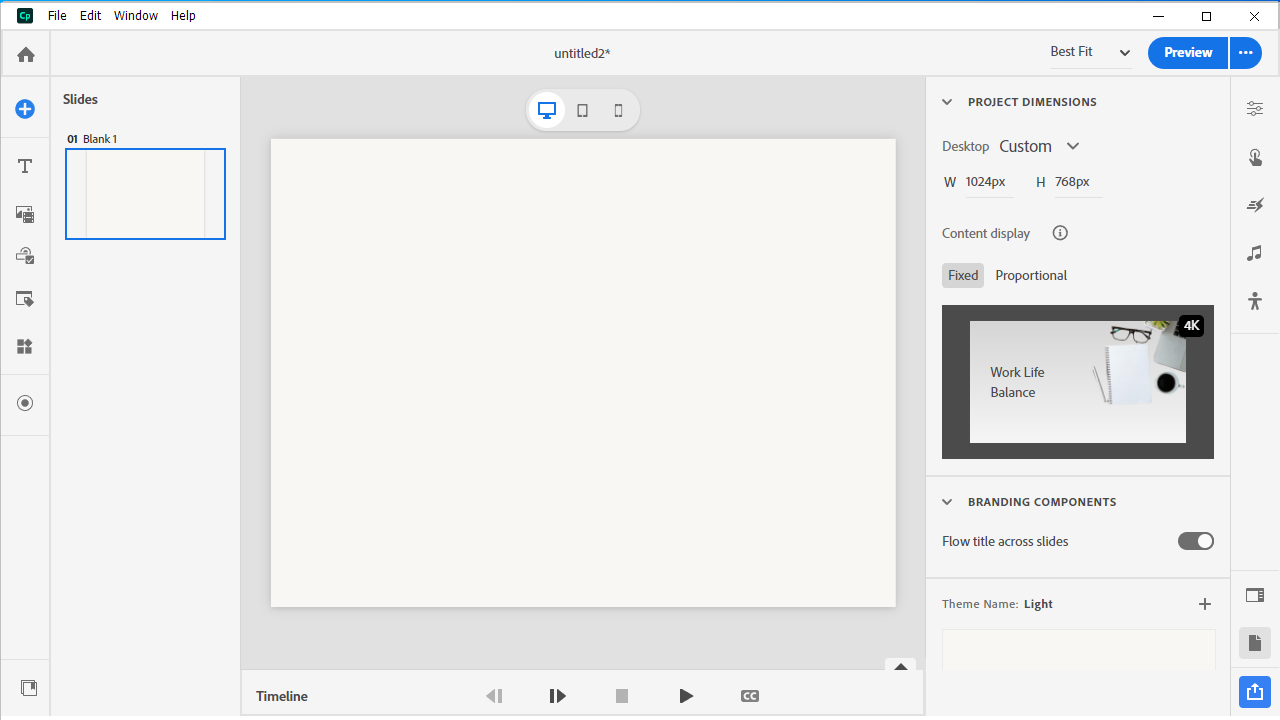 Cp File Edit Window Help
untitled2*
Best Fit
Preview
Slides
01 Blank 1
PROJECT DIMENSIONS
Desktop Custom
W 1024px H 768px
Content display
Fixed Proportional
4K
Work Life
Balance
BRANDING COMPONENTS
Flow title across slides
Theme Name: Light
Timeline
CC